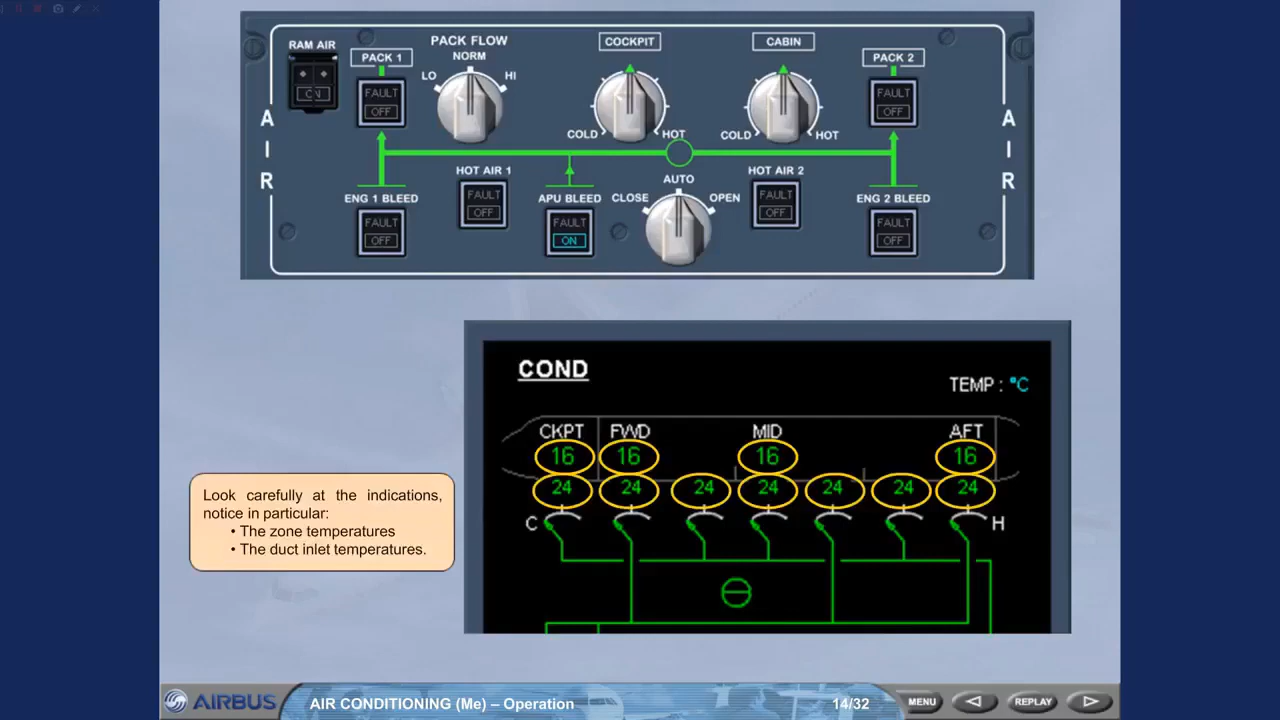 RAM AIR
PACK 1
PACK FLOW
NORM
LO
HI
COCKPIT
CABIN
PACK 2
ON
FAULT
OFF
FAULT
OFF
COLD
HOT
COLD
HOT
AIR
AIR
ENG 1 BLEED
HOT AIR 1
APU BLEED
CLOSE
AUTO
OPEN
HOT AIR 2
ENG 2 BLEED
FAULT
OFF
FAULT
OFF
FAULT
ON
FAULT
OFF
FAULT
OFF
COND
TEMP : °C
CKPT FWD MID AFT
16 16 16 16
24 24 24 24 24 24 24
C H
Look carefully at the indications,
notice in particular:
• The zone temperatures
• The duct inlet temperatures.
AIRBUS
AIR CONDITIONING (Me) – Operation
14/32
MENU
REPLAY